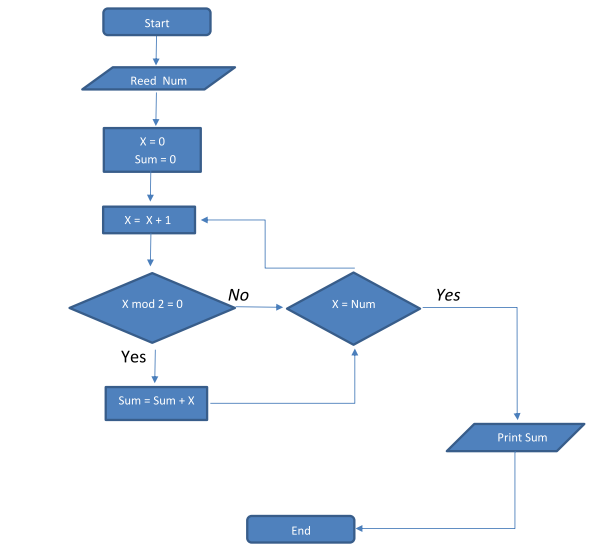 Start
Reed Num
X = 0
Sum = 0
X = X + 1
X mod 2 = 0
No
X = Num
Yes
Yes
Sum = Sum + X
Print Sum
End